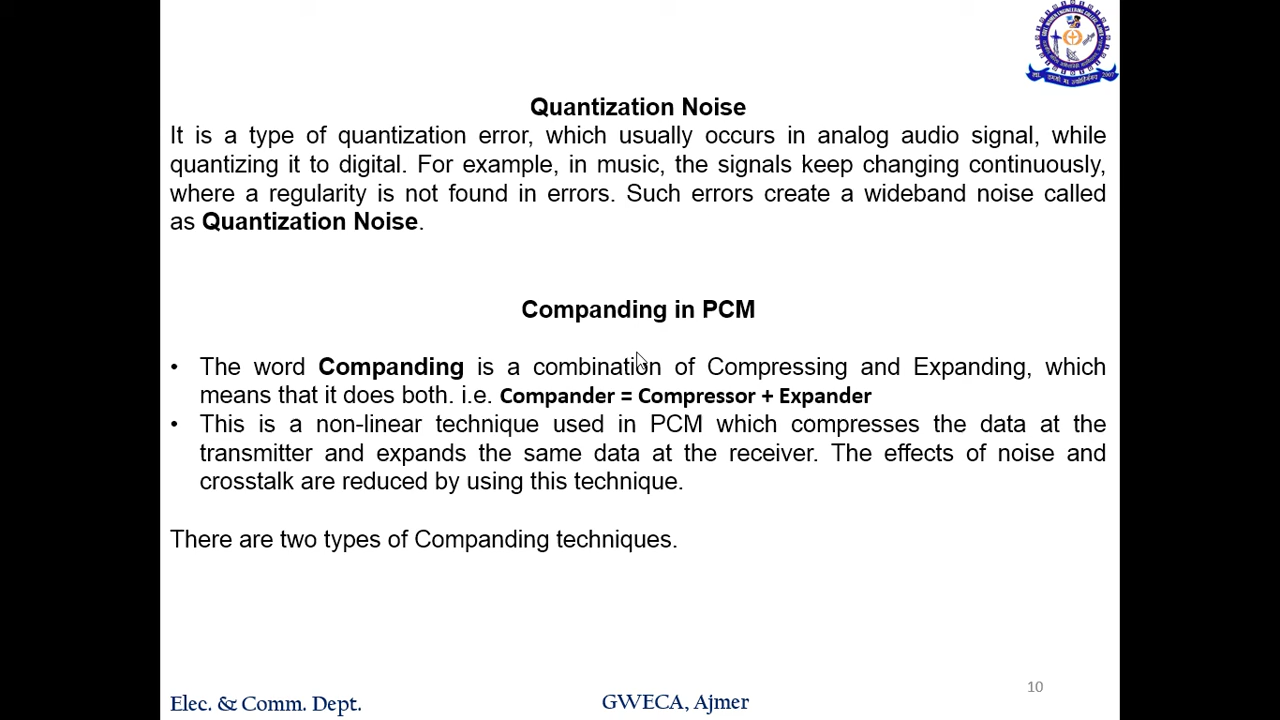 Quantization Noise
It is a type of quantization error, which usually occurs in analog audio signal, while
quantizing it to digital. For example, in music, the signals keep changing continuously,
where a regularity is not found in errors. Such errors create a wideband noise called
as Quantization Noise.
Companding in PCM
• The word Companding is a combination of Compressing and Expanding, which
means that it does both. i.e. Compander = Compressor + Expander
• This is a non-linear technique used in PCM which compresses the data at the
transmitter and expands the same data at the receiver. The effects of noise and
crosstalk are reduced by using this technique.
There are two types of Companding techniques.
10
Elec. & Comm. Dept.
GWECA, Ajmer